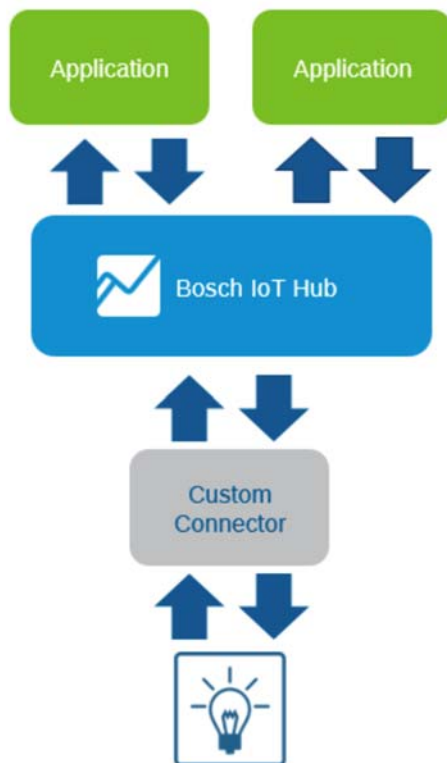 Application
Application
Bosch IoT Hub
Custom
Connector